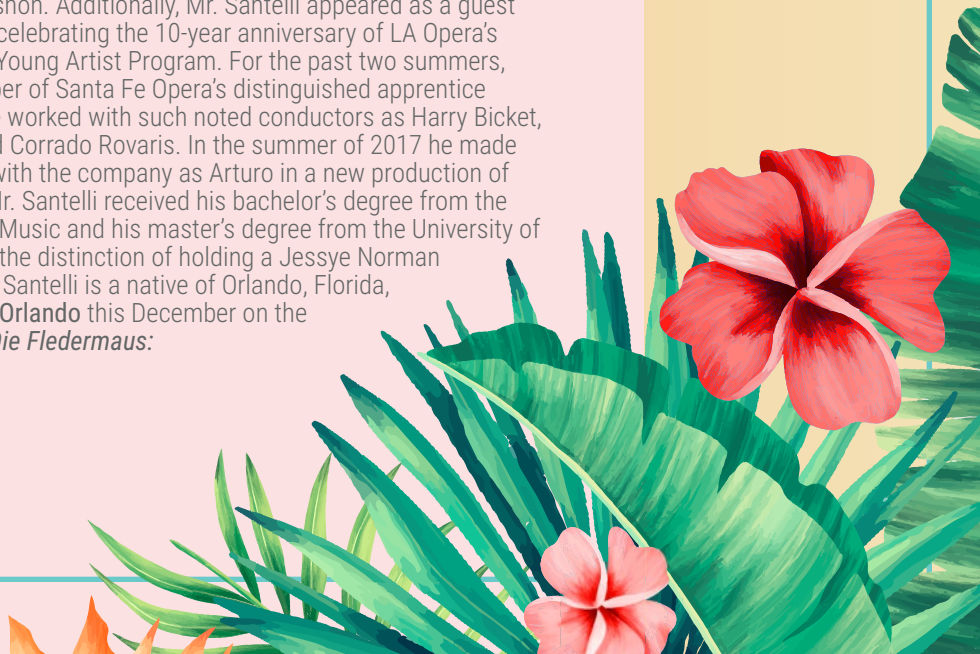 Additionally, Mr. Santelli appeared as a guest
celebrating the 10-year anniversary of LA Opera's
Young Artist Program. For the past two summers,
of Santa Fe Opera's distinguished apprentice
worked with such noted conductors as Harry Bicket,
Corrado Rovaris. In the summer of 2017 he made
with the company as Arturo in a new production of
Mr. Santelli received his bachelor's degree from the
Music and his master's degree from the University of
the distinction of holding a Jessye Norman
Santelli is a native of Orlando, Florida,
Orlando this December on the
Die Fledermaus: